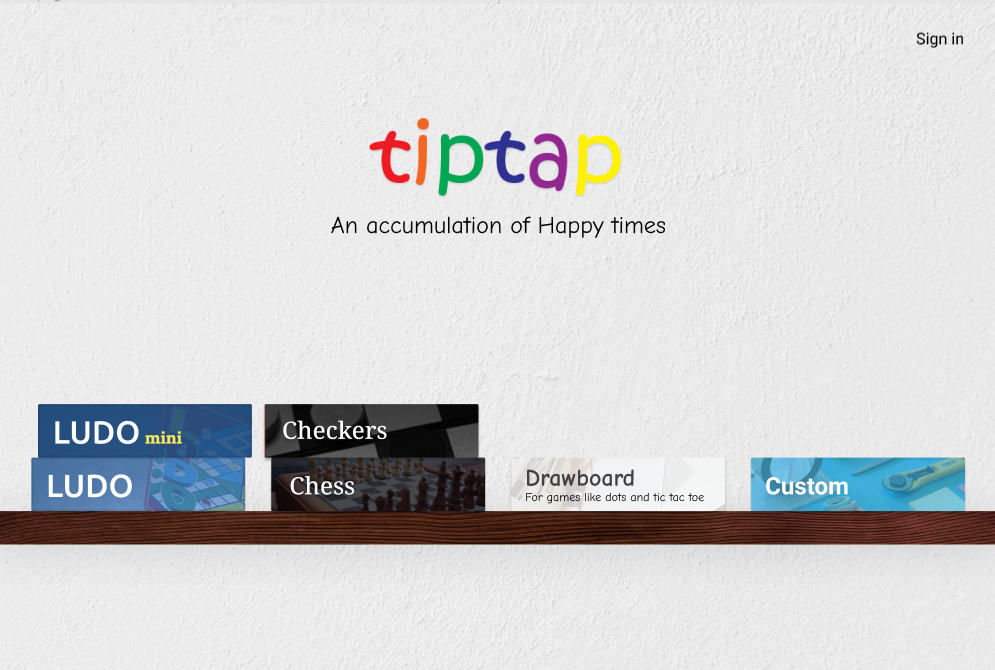 Sign in
tiptap
An accumulation of Happy times
LUDO mini
Checkers
LUDO
Chess
Drawboard
For games like dots and tic tac toe
Custom